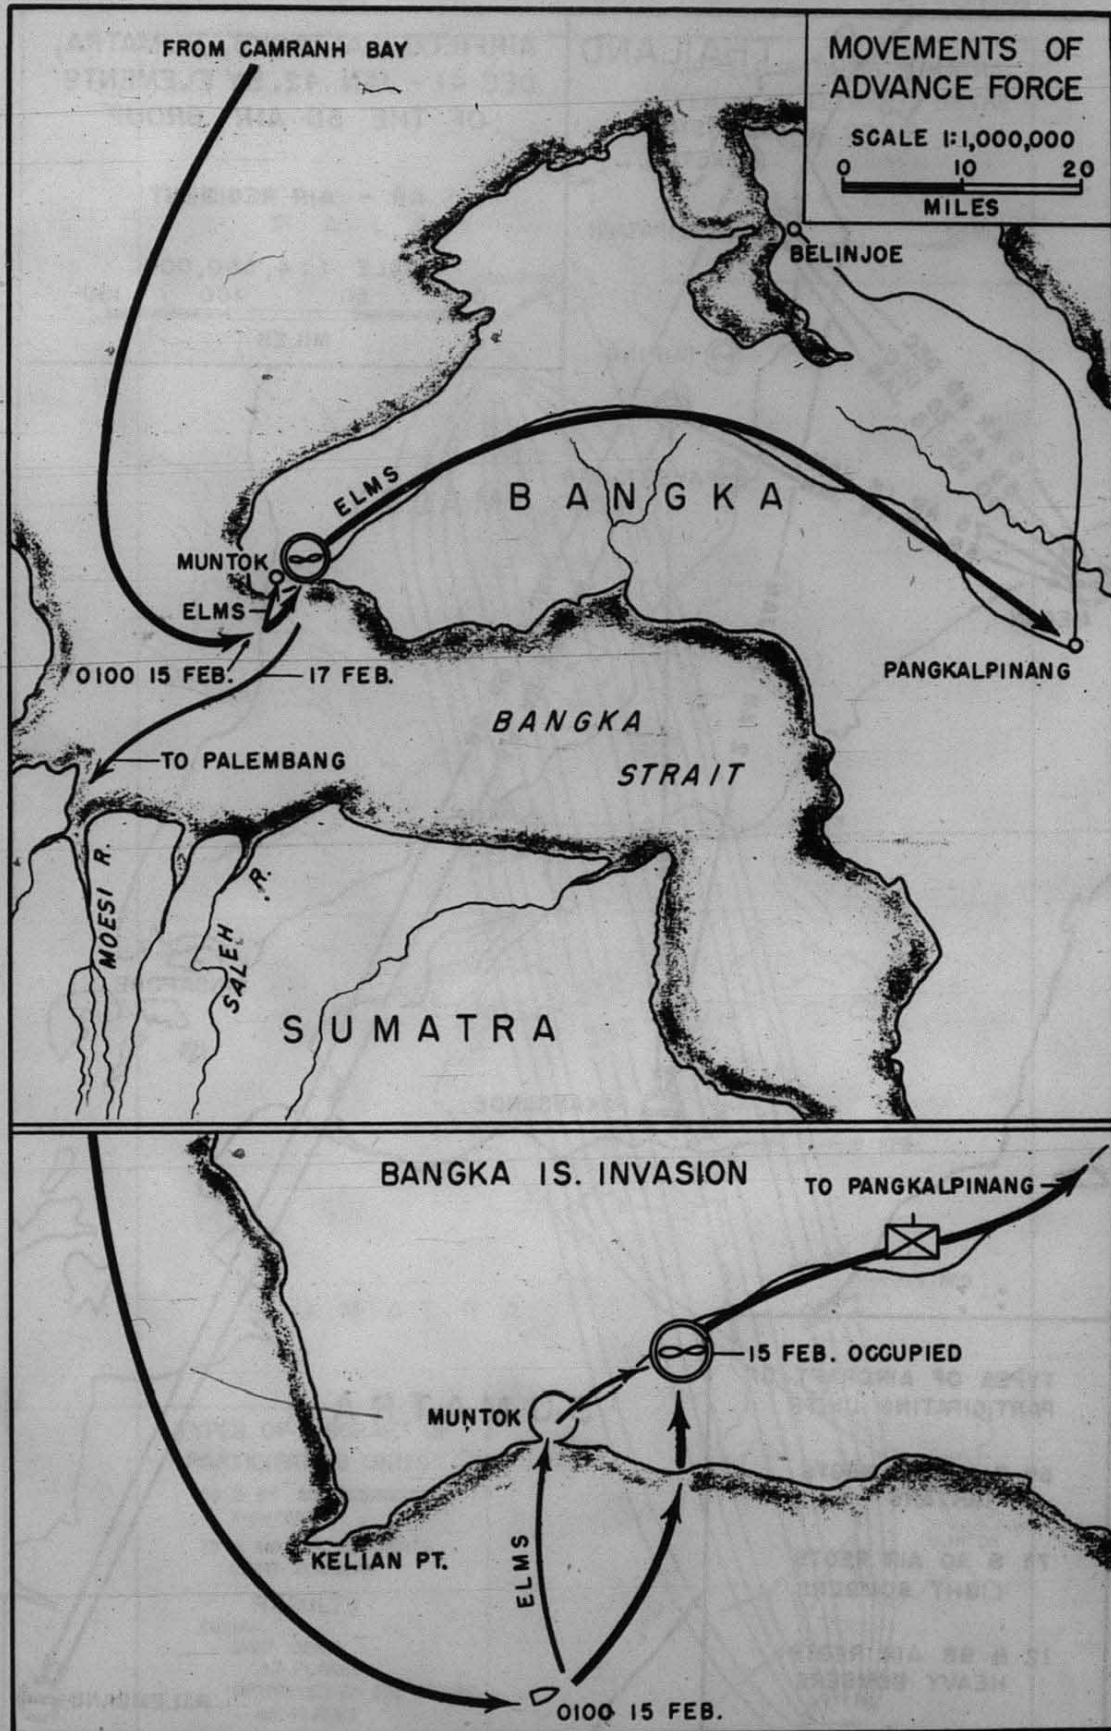 FROM CAMRANH BAY
MOVEMENTS OF
ADVANCE FORCE
SCALE 1:1,000,000
0 10 20
MILES
BELINJOE
ELMS
BANGKA
MUNTOK
ELMS
0100 15 FEB.
17 FEB.
PANGKALPINANG
BANGKA
STRAIT
TO PALEMBANG
MOESI R.
SALEH R.
SUMATRA
BANGKA IS. INVASION
TO PANGKALPINANG
15 FEB. OCCUPIED
MUNTOK
KELIAN PT.
ELMS
0100 15 FEB.